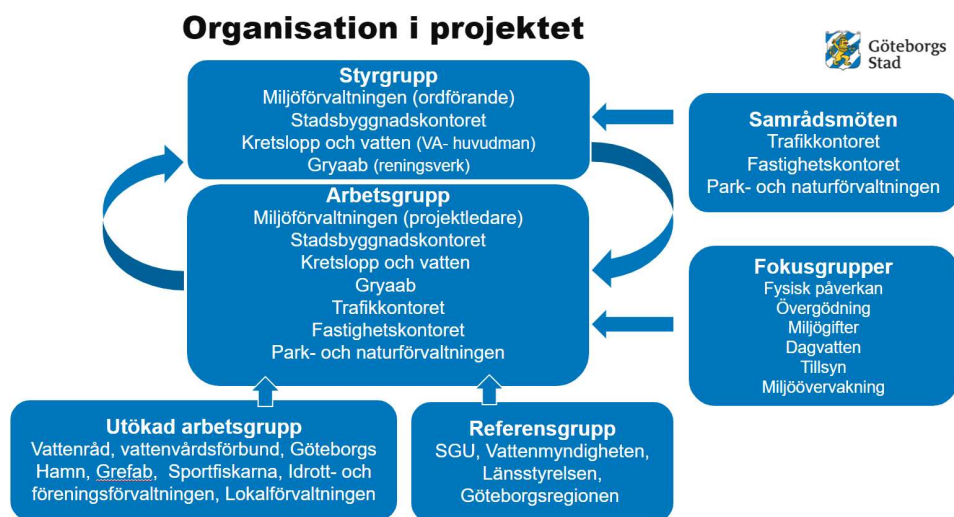 Organisation i projektet
Göteborgs
Stad
Styrgrupp
Miljöförvaltningen (ordförande)
Stadsbyggnadskontoret
Kretslopp och vatten (VA- huvudman)
Gryaab (reningsverk)
Samrådsmöten
Trafikkontoret
Fastighetskontoret
Park- och naturförvaltningen
Arbetsgrupp
Miljöförvaltningen (projektledare)
Stadsbyggnadskontoret
Kretslopp och vatten
Gryaab
Trafikkontoret
Fastighetskontoret
Park- och naturförvaltningen
Fokusgrupper
Fysisk påverkan
Övergödning
Miljögifter
Dagvatten
Tillsyn
Miljöövervakning
Utökad arbetsgrupp
Vattenråd, vattenvårdsförbund, Göteborgs
Hamn, Grefab, Sportfiskarna, Idrott- och
föreningsförvaltningen, Lokalförvaltningen
Referensgrupp
SGU, Vattenmyndigheten,
Länsstyrelsen,
Göteborgsregionen